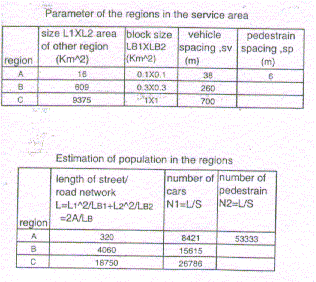 Parameter of the regions in the service area
region
size L1XL2 area of other region (Km^2)
block size LB1XLB2 (Km^2)
vehicle spacing ,sv (m)
pedestrain spacing ,sp (m)
A 16 0.1X0.1 38 6
B 609 0.3X0.3 260
C 9375 1X1 700
Estimation of population in the regions
region
length of street/ road network L=L1^2/LB1+L2^2/LB2 =2A/LB
number of cars N1=L/S
number of pedestrain N2=L/S
A 320 8421 53333
B 4060 15615
C 18750 26786